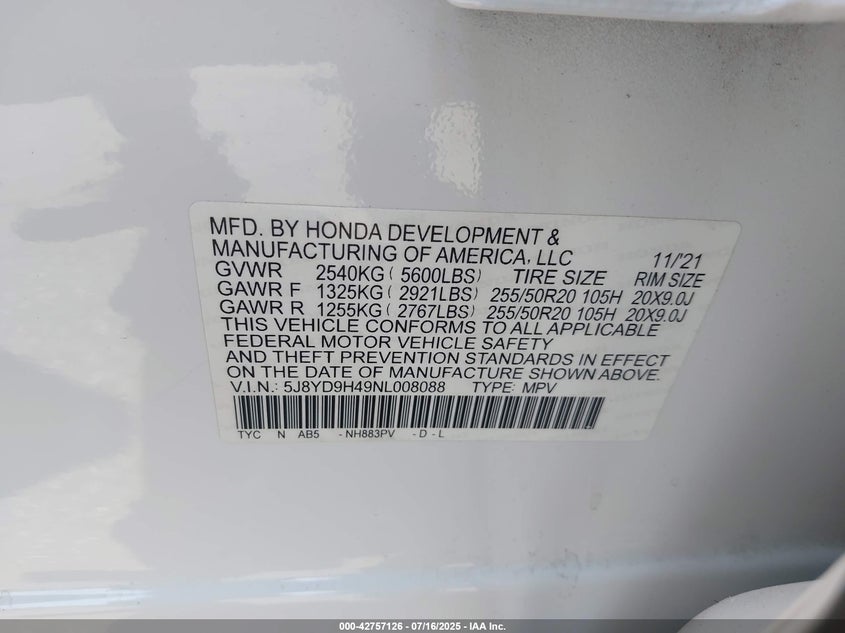 MFD. BY HONDA DEVELOPMENT &
MANUFACTURING OF AMERICA, LLC 11/'21
GVWR 2540KG ( 5600LBS) TIRE SIZE RIM SIZE
GAWR F 1325KG ( 2921LBS) 255/50R20 105H 20X9.0J
GAWR R 1255KG ( 2767LBS) 255/50R20 105H 20X9.0J
THIS VEHICLE CONFORMS TO ALL APPLICABLE
FEDERAL MOTOR VEHICLE SAFETY
AND THEFT PREVENTION STANDARDS IN EFFECT
ON THE DATE OF MANUFACTURE SHOWN ABOVE.
V.I.N.: 5J8YD9H49NL008088 TYPE: MPV
TYC N AB5 - NH883PV - D - L
000-42757126 - 07/16/2025 - IAA Inc.